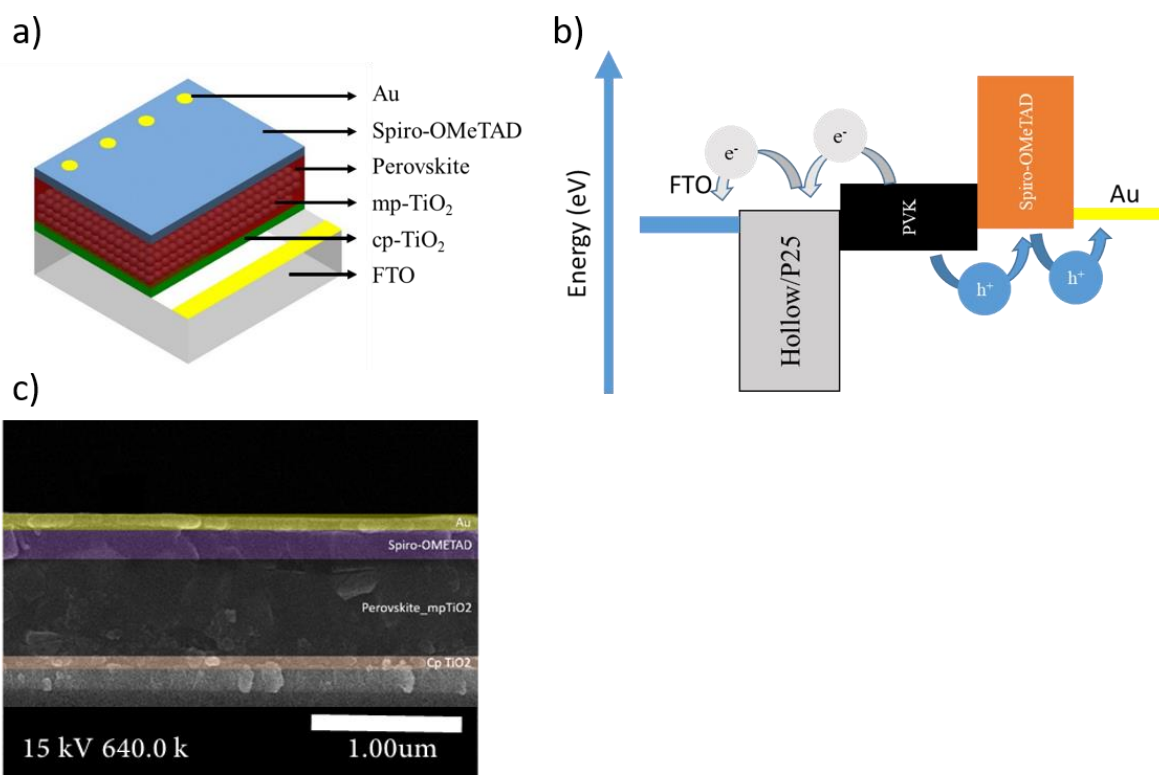 a)
Au
Spiro-OMeTAD
Perovskite
mp-TiO₂
cp-TiO₂
FTO
b)
Energy (eV)
FTO
e⁻
e⁻
Hollow/P25
PVK
Spiro-OMeTAD
Au
h⁺
h⁺
c)
Au
Spiro-OMETAD
Perovskite_mpTiO2
Cp TiO2
15 kV 640.0 k
1.00um